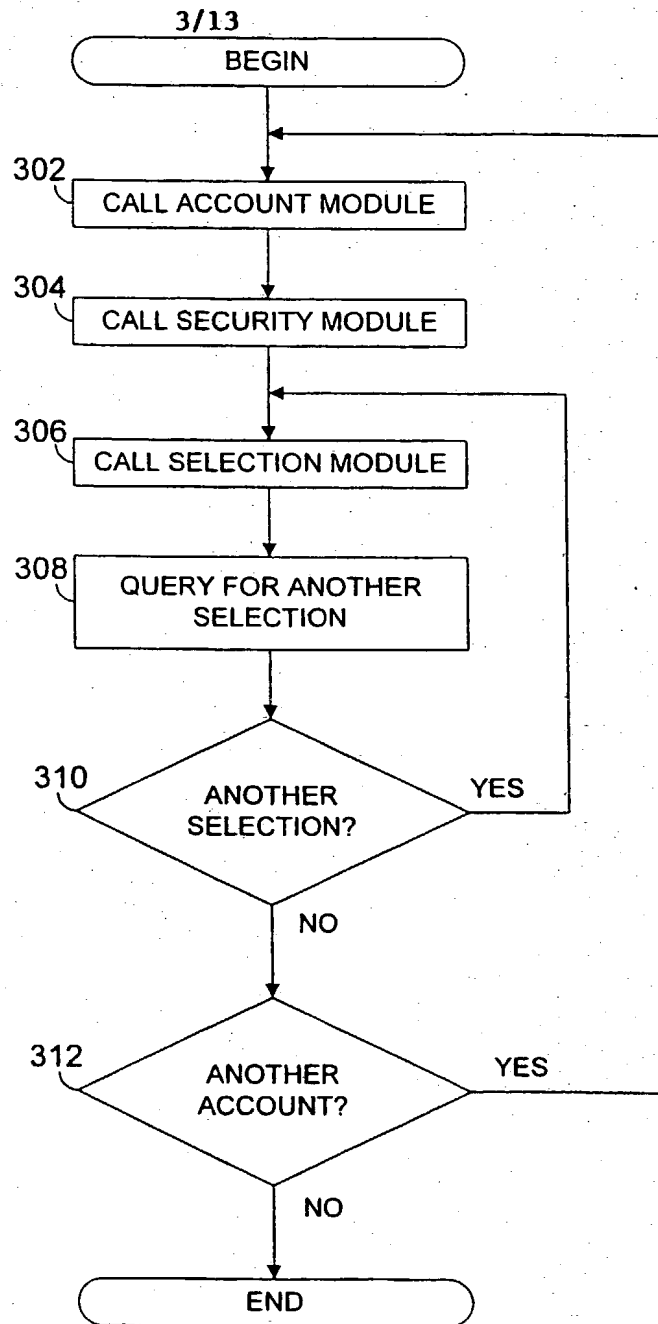 3/13
BEGIN
302
CALL ACCOUNT MODULE
304
CALL SECURITY MODULE
306
CALL SELECTION MODULE
308
QUERY FOR ANOTHER
SELECTION
310
ANOTHER
SELECTION?
YES
NO
312
ANOTHER
ACCOUNT?
YES
NO
END